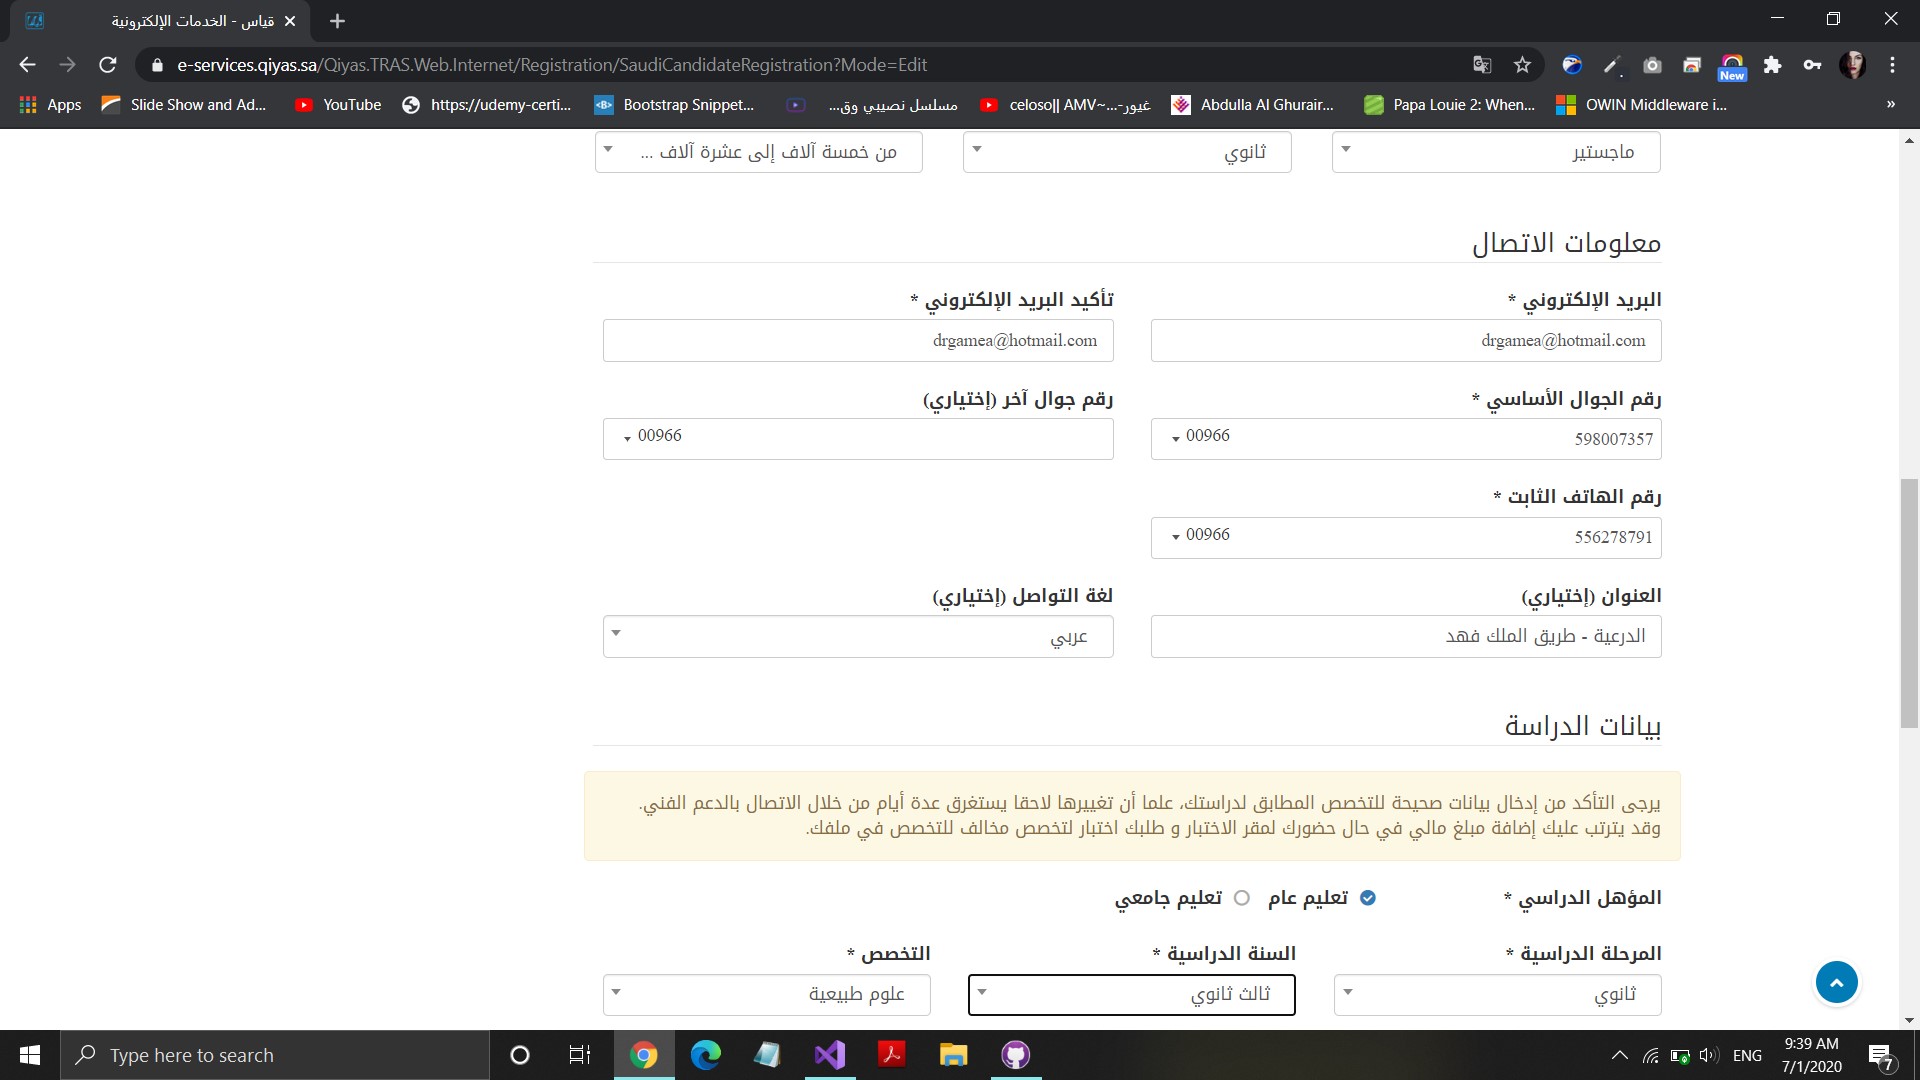 قياس - الخدمات الإلكترونية
e-services.qiyas.sa/Qiyas.TRAS.Web.Internet/Registration/SaudiCandidateRegistration?Mode=Edit
New
Apps Slide Show and Ad... YouTube https://udemy-certi... Bootstrap Snippet... مسلسل نصيبي وق... celoso|| AMV~...-غيور Abdulla Al Ghurair... Papa Louie 2: When... OWIN Middleware i... »
ماجستير ثانوي من خمسة آلاف إلى عشرة آلاف ...
معلومات الاتصال
البريد الإلكتروني * تأكيد البريد الإلكتروني *
drgamea@hotmail.com drgamea@hotmail.com
رقم الجوال الأساسي * رقم جوال آخر (إختياري)
598007357 00966 00966
رقم الهاتف الثابت *
556278791 00966
العنوان (إختياري) لغة التواصل (إختياري)
الدرعية - طريق الملك فهد عربي
بيانات الدراسة
يرجى التأكد من إدخال بيانات صحيحة للتخصص المطابق لدراستك، علما أن تغييرها لاحقا يستغرق عدة أيام من خلال الاتصال بالدعم الفني.
وقد يترتب عليك إضافة مبلغ مالي في حال حضورك لمقر الاختبار و طلبك اختبار لتخصص مخالف للتخصص في ملفك.
المؤهل الدراسي * تعليم عام تعليم جامعي
المرحلة الدراسية * السنة الدراسية * التخصص *
ثانوي ثالث ثانوي علوم طبيعية
Type here to search ENG 9:39 AM
7/1/2020 7